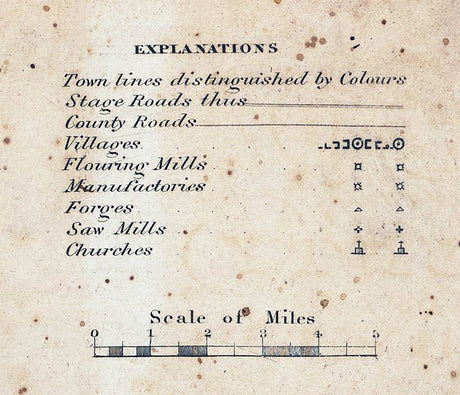 EXPLANATIONS
Town lines distinguished by Colours
Stage Roads thus
County Roads
Villages
Flouring Mills
Manufactories
Forges
Saw Mills
Churches
Scale of Miles
0 1 2 3 4 5